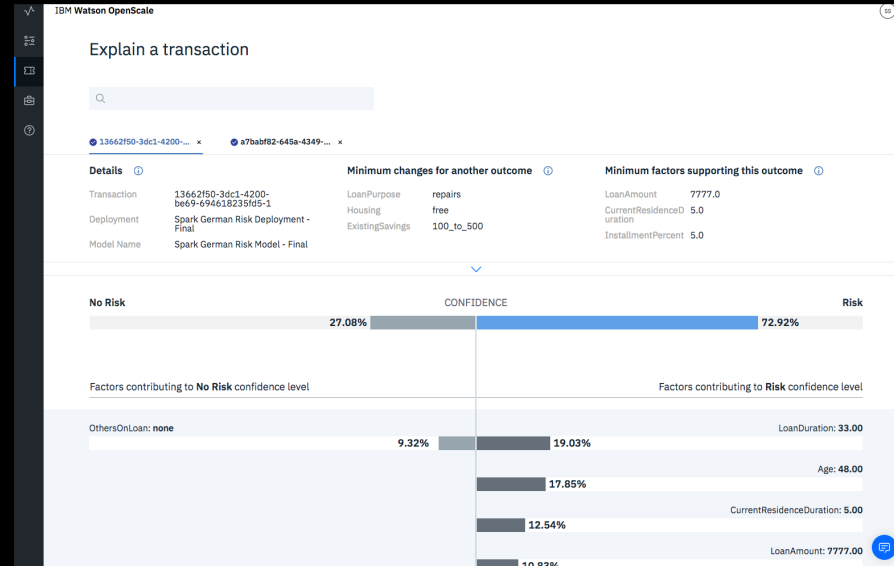 IBM Watson OpenScale
SS
Explain a transaction
13662f50-3dc1-4200-... × a7babf82-645a-4349-... ×
Details
Transaction 13662f50-3dc1-4200-
be69-694618235fd5-1
Deployment Spark German Risk Deployment -
Final
Model Name Spark German Risk Model - Final
Minimum changes for another outcome
LoanPurpose repairs
Housing free
ExistingSavings 100_to_500
Minimum factors supporting this outcome
LoanAmount 7777.0
CurrentResidenceD 5.0
uration
InstallmentPercent 5.0
No Risk CONFIDENCE Risk
27.08% 72.92%
Factors contributing to No Risk confidence level Factors contributing to Risk confidence level
OthersOnLoan: none LoanDuration: 33.00
9.32% 19.03%
Age: 48.00
17.85%
CurrentResidenceDuration: 5.00
12.54%
LoanAmount: 7777.00
10.83%